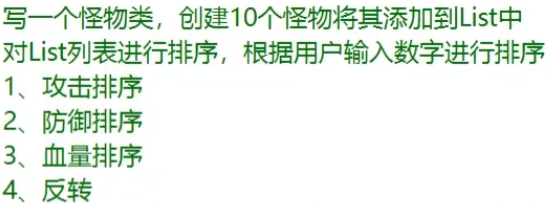 写一个怪物类，创建10个怪物将其添加到List中
对List列表进行排序，根据用户输入数字进行排序
1、攻击排序
2、防御排序
3、血量排序
4、反转